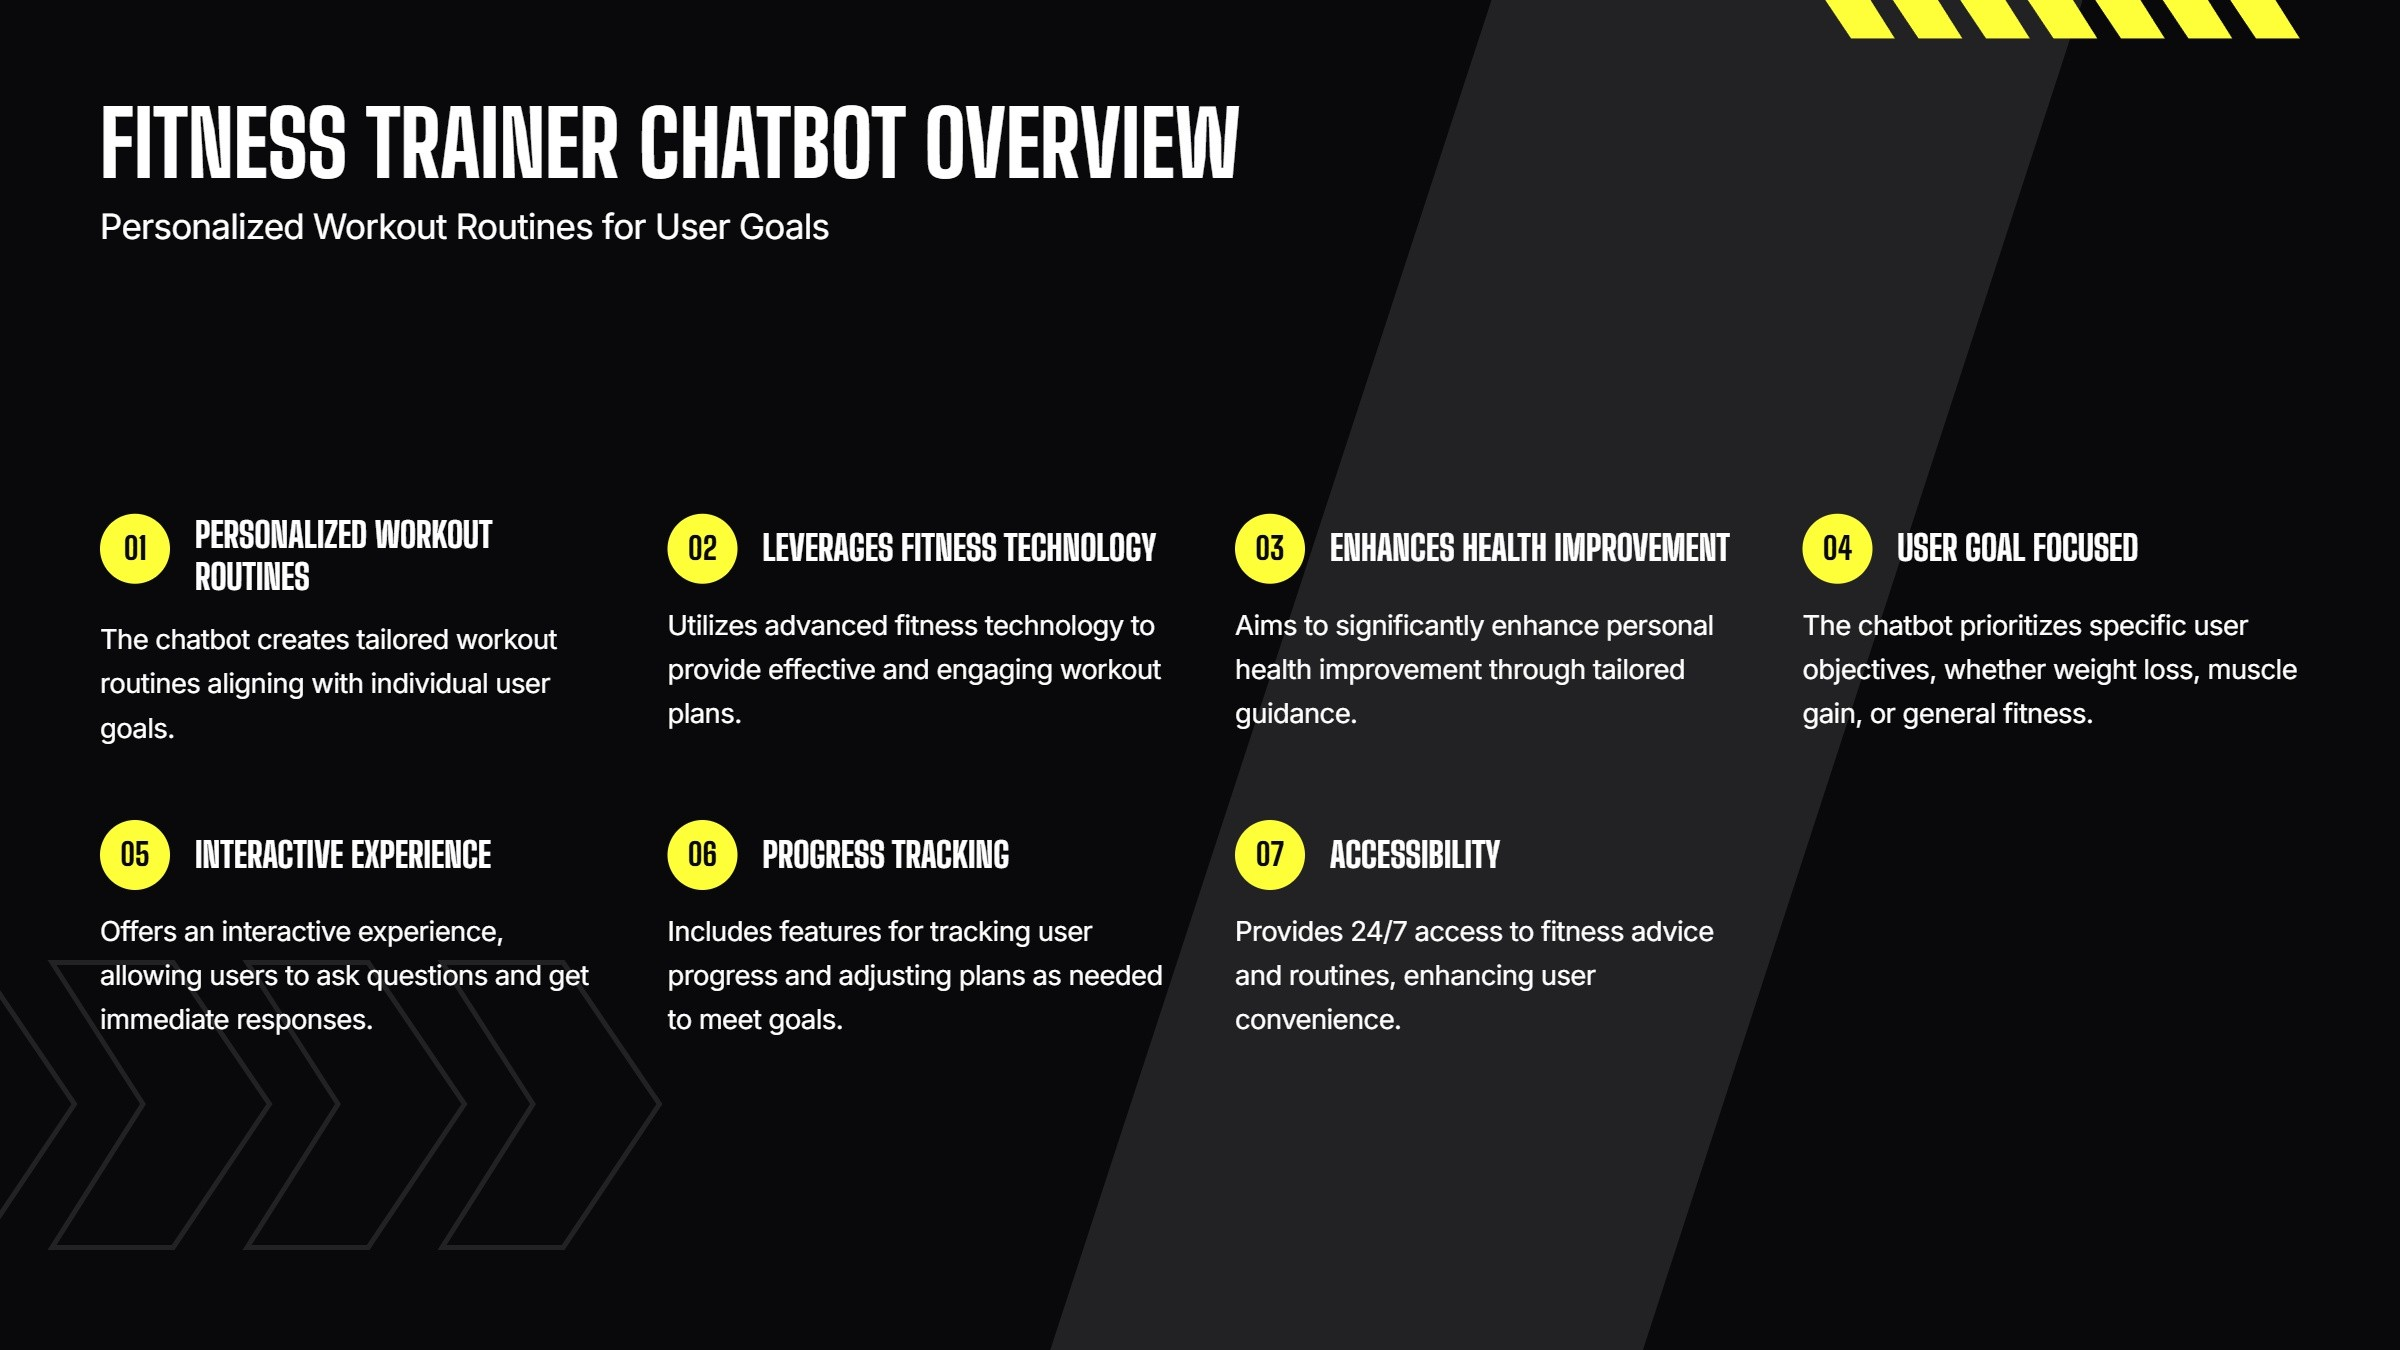 FITNESS TRAINER CHATBOT OVERVIEW
Personalized Workout Routines for User Goals
01
PERSONALIZED WORKOUT
ROUTINES
The chatbot creates tailored workout
routines aligning with individual user
goals.
02
LEVERAGES FITNESS TECHNOLOGY
Utilizes advanced fitness technology to
provide effective and engaging workout
plans.
03
ENHANCES HEALTH IMPROVEMENT
Aims to significantly enhance personal
health improvement through tailored
guidance.
04
USER GOAL FOCUSED
The chatbot prioritizes specific user
objectives, whether weight loss, muscle
gain, or general fitness.
05
INTERACTIVE EXPERIENCE
Offers an interactive experience,
allowing users to ask questions and get
immediate responses.
06
PROGRESS TRACKING
Includes features for tracking user
progress and adjusting plans as needed
to meet goals.
07
ACCESSIBILITY
Provides 24/7 access to fitness advice
and routines, enhancing user
convenience.